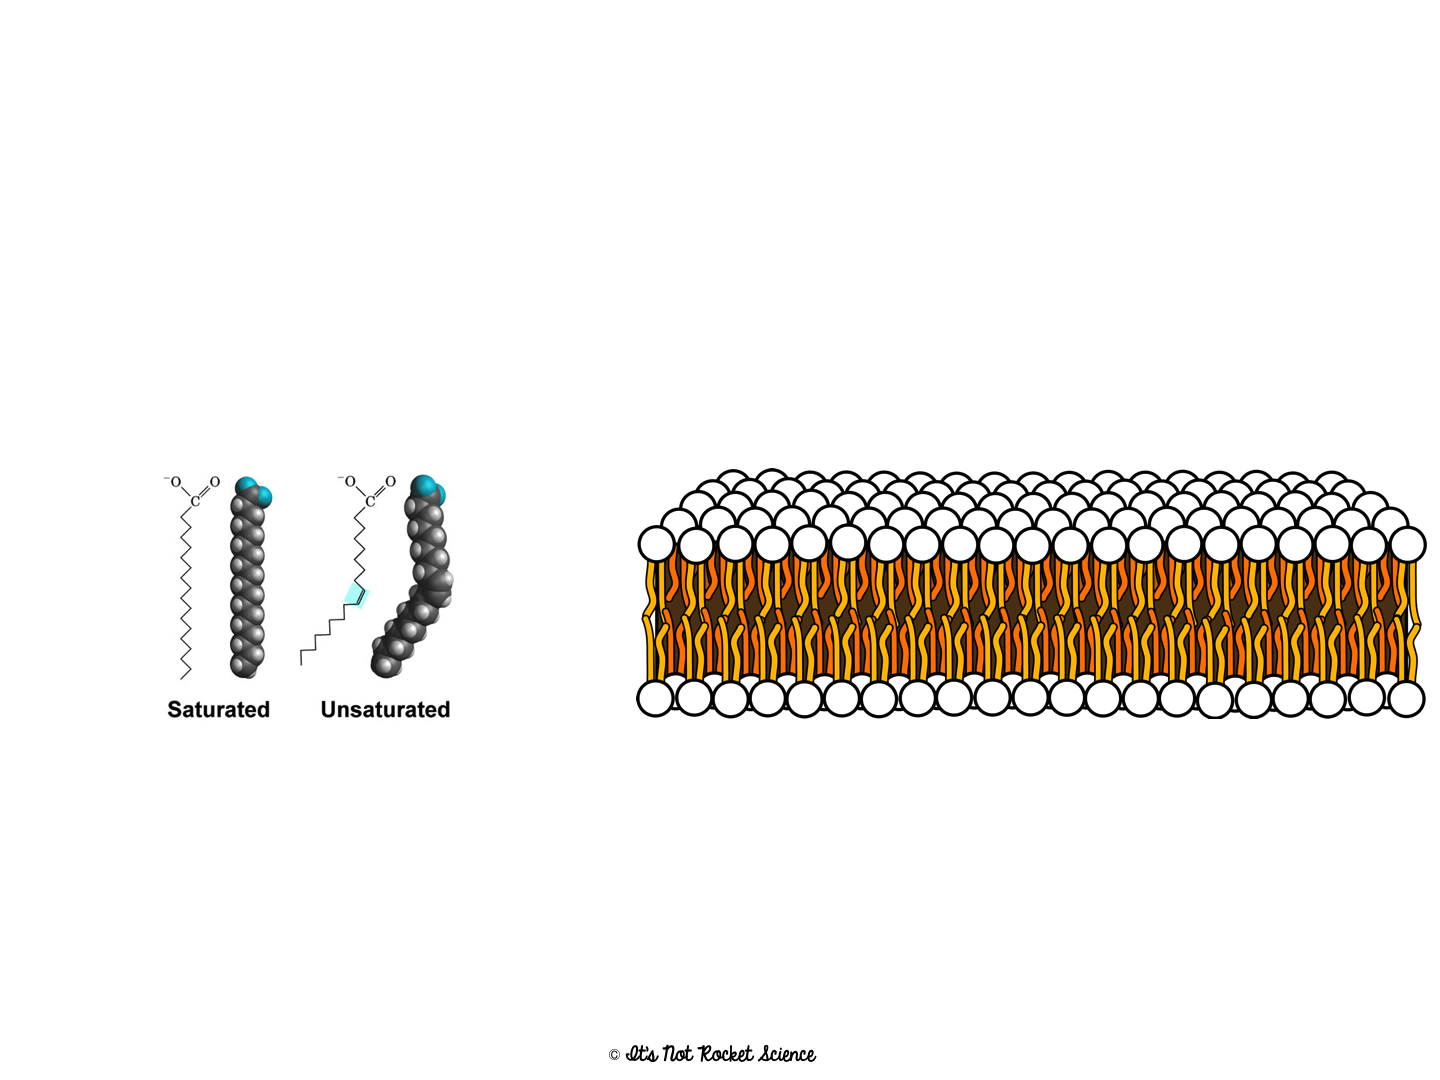 ⁻O O
C
⁻O O
C
Saturated
Unsaturated
© It's Not Rocket Science